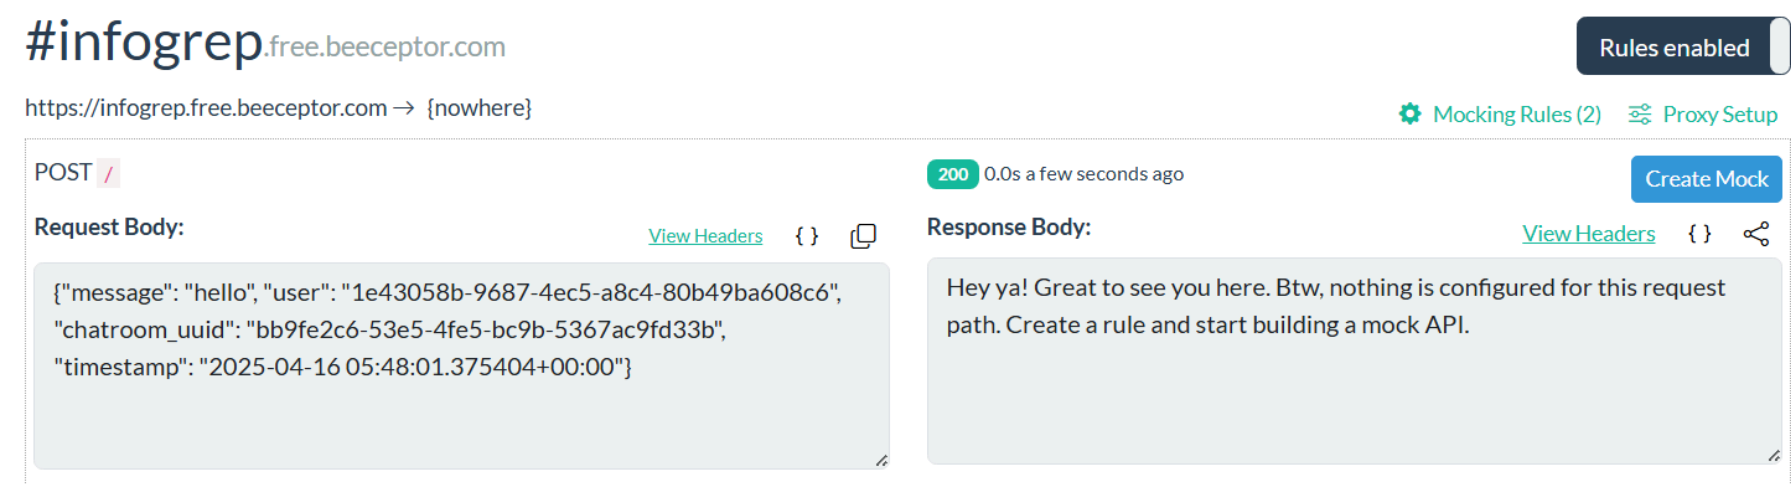 #infogrep.free.beeceptor.com
Rules enabled
https://infogrep.free.beeceptor.com → {nowhere}
Mocking Rules (2) Proxy Setup
POST /
200 0.0s a few seconds ago
Create Mock
Request Body:
View Headers { }
{"message": "hello", "user": "1e43058b-9687-4ec5-a8c4-80b49ba608c6",
"chatroom_uuid": "bb9fe2c6-53e5-4fe5-bc9b-5367ac9fd33b",
"timestamp": "2025-04-16 05:48:01.375404+00:00"}
Response Body:
View Headers { }
Hey ya! Great to see you here. Btw, nothing is configured for this request
path. Create a rule and start building a mock API.